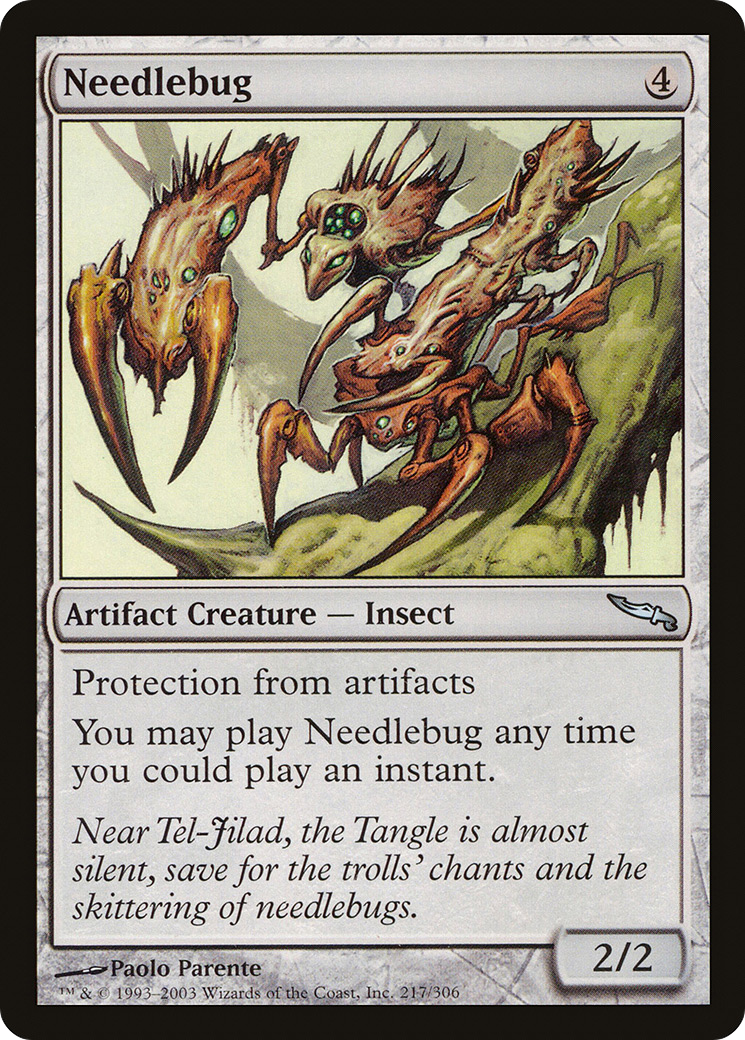 Needlebug
4
Artifact Creature — Insect
Protection from artifacts
You may play Needlebug any time
you could play an instant.
Near Tel-Jilad, the Tangle is almost
silent, save for the trolls’ chants and the
skittering of needlebugs.
2/2
Paolo Parente
™ & © 1993–2003 Wizards of the Coast, Inc. 217/306